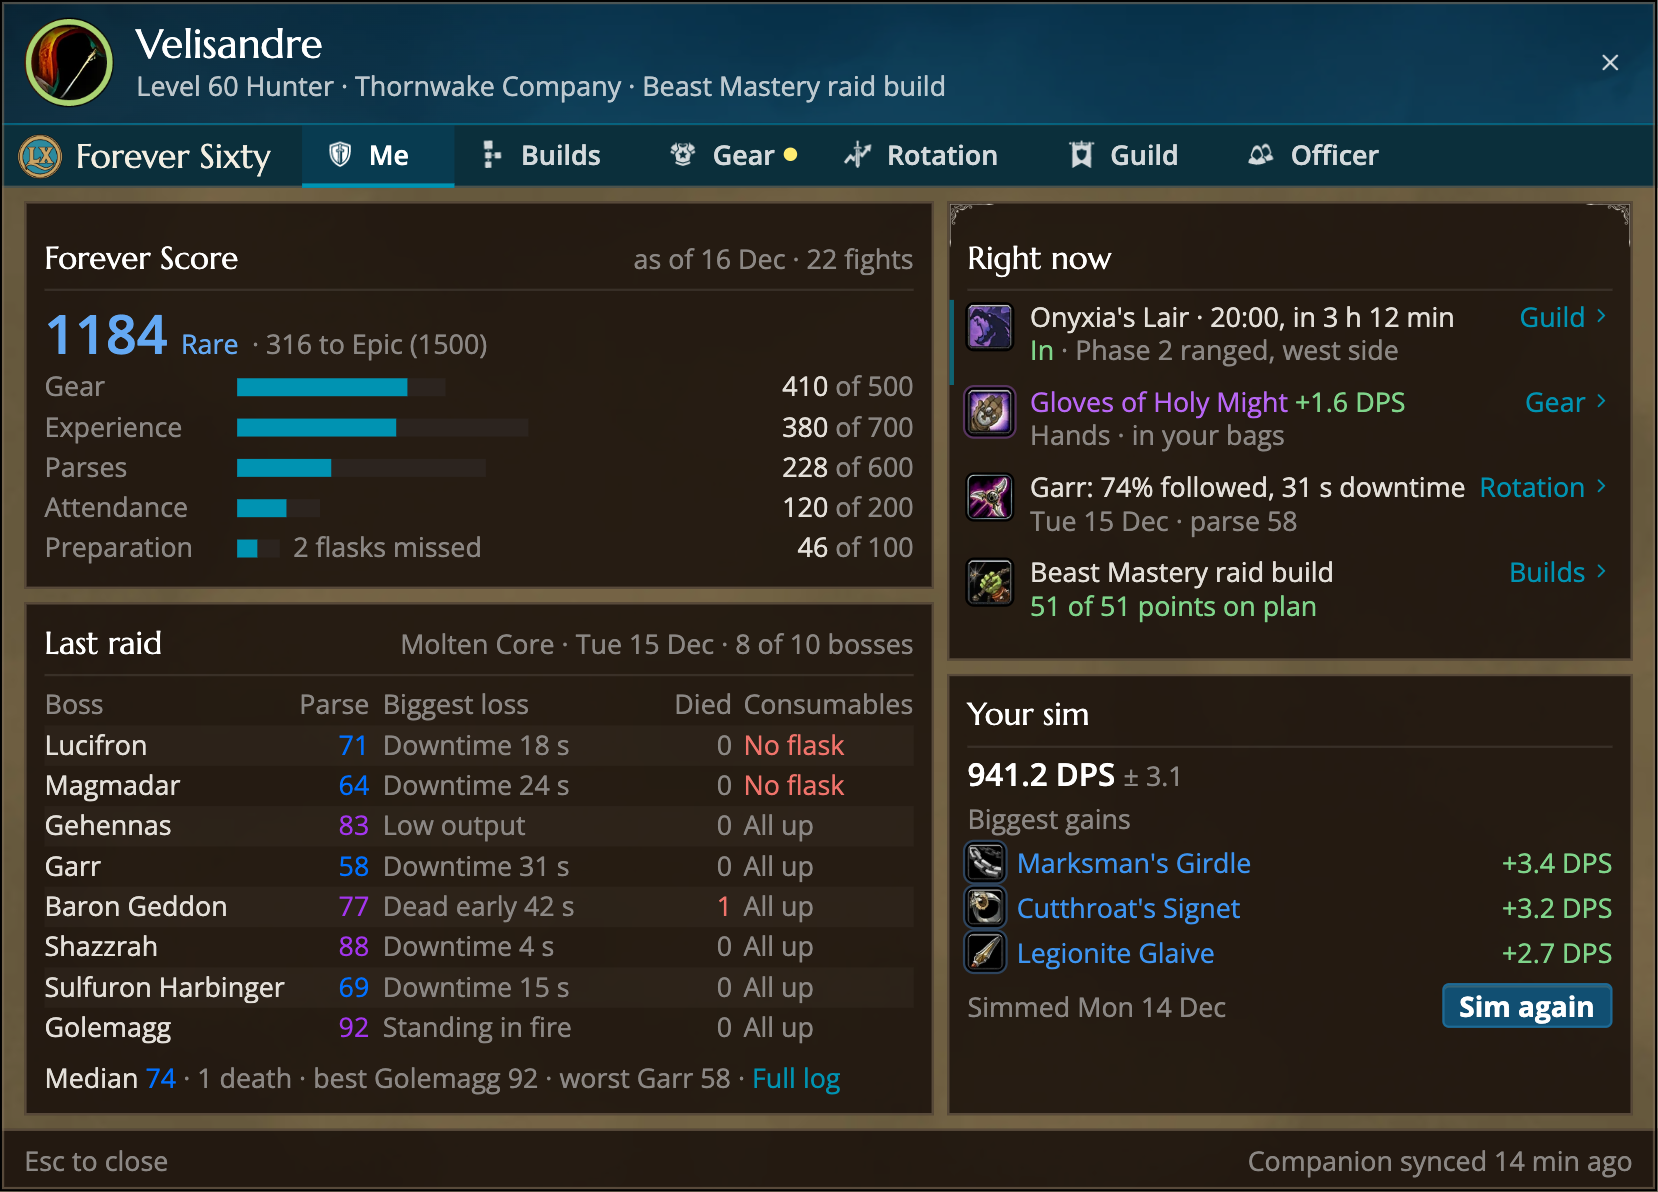 Velisandre
Level 60 Hunter · Thornwake Company · Beast Mastery raid build
×
LX Forever Sixty
Me
Builds
Gear
Rotation
Guild
Officer
Forever Score
as of 16 Dec · 22 fights
1184 Rare · 316 to Epic (1500)
Gear 410 of 500
Experience 380 of 700
Parses 228 of 600
Attendance 120 of 200
Preparation 2 flasks missed 46 of 100
Last raid
Molten Core · Tue 15 Dec · 8 of 10 bosses
Boss Parse Biggest loss Died Consumables
Lucifron 71 Downtime 18 s 0 No flask
Magmadar 64 Downtime 24 s 0 No flask
Gehennas 83 Low output 0 All up
Garr 58 Downtime 31 s 0 All up
Baron Geddon 77 Dead early 42 s 1 All up
Shazzrah 88 Downtime 4 s 0 All up
Sulfuron Harbinger 69 Downtime 15 s 0 All up
Golemagg 92 Standing in fire 0 All up
Median 74 · 1 death · best Golemagg 92 · worst Garr 58 · Full log
Right now
Onyxia's Lair · 20:00, in 3 h 12 min Guild >
In · Phase 2 ranged, west side
Gloves of Holy Might +1.6 DPS Gear >
Hands · in your bags
Garr: 74% followed, 31 s downtime Rotation >
Tue 15 Dec · parse 58
Beast Mastery raid build Builds >
51 of 51 points on plan
Your sim
941.2 DPS ± 3.1
Biggest gains
Marksman's Girdle +3.4 DPS
Cutthroat's Signet +3.2 DPS
Legionite Glaive +2.7 DPS
Simmed Mon 14 Dec
Sim again
Esc to close
Companion synced 14 min ago